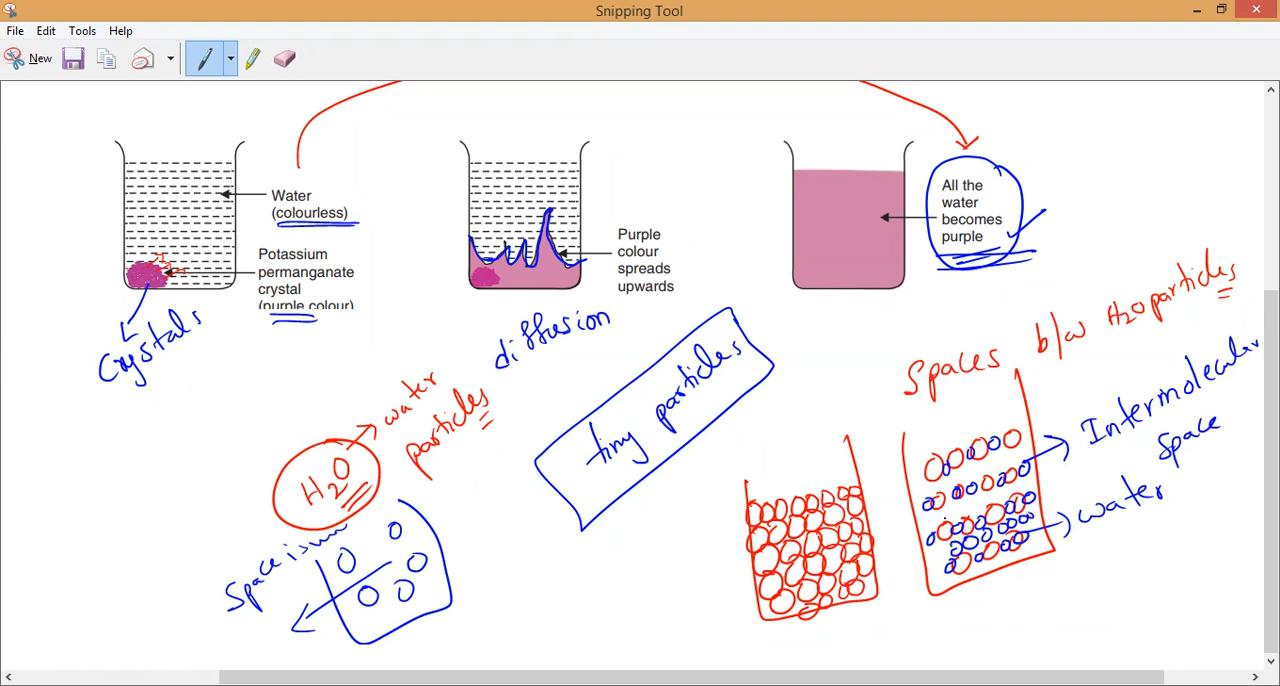 Snipping Tool
File Edit Tools Help
New
Water
(colourless)
Potassium
permanganate
crystal
(purple colour)
Crystals
Purple
colour
spreads
upwards
diffusion
All the
water
becomes
purple
Spaces b/w H2O particles
H2O
water
particles
tiny particles
Intermolecular
space
water
Space